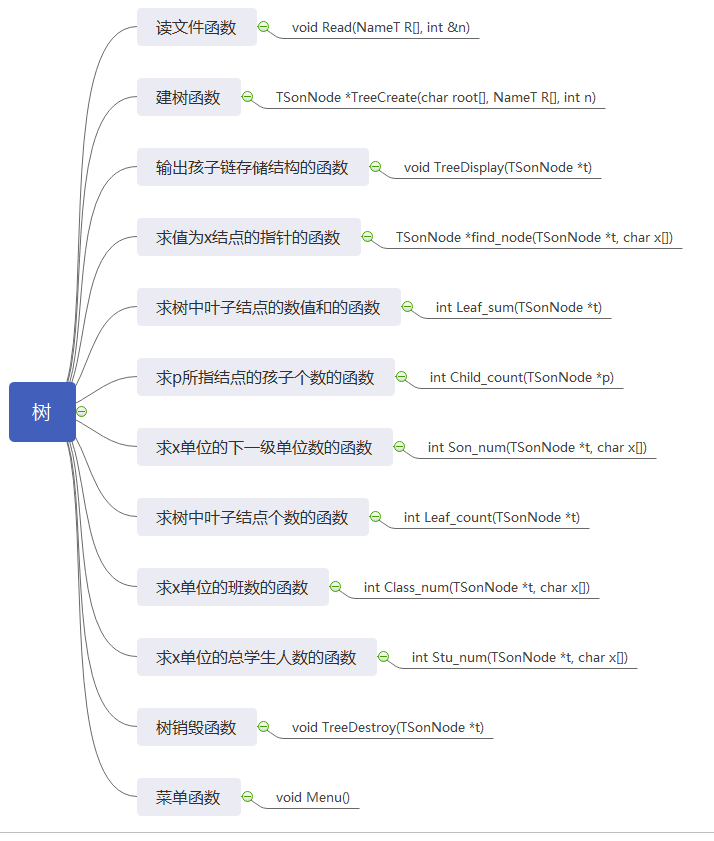 树
读文件函数
void Read(NameT R[], int &n)
建树函数
TSonNode *TreeCreate(char root[], NameT R[], int n)
输出孩子链存储结构的函数
void TreeDisplay(TSonNode *t)
求值为x结点的指针的函数
TSonNode *find_node(TSonNode *t, char x[])
求树中叶子结点的数值和的函数
int Leaf_sum(TSonNode *t)
求p所指结点的孩子个数的函数
int Child_count(TSonNode *p)
求x单位的下一级单位数的函数
int Son_num(TSonNode *t, char x[])
求树中叶子结点个数的函数
int Leaf_count(TSonNode *t)
求x单位的班数的函数
int Class_num(TSonNode *t, char x[])
求x单位的总学生人数的函数
int Stu_num(TSonNode *t, char x[])
树销毁函数
void TreeDestroy(TSonNode *t)
菜单函数
void Menu()